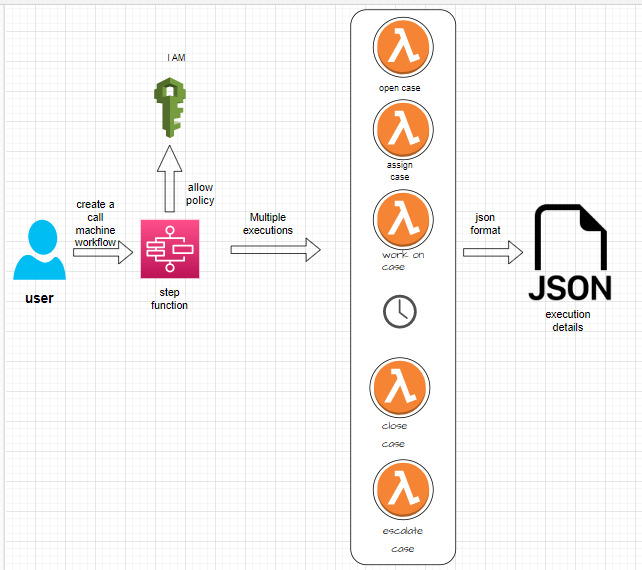 I AM
allow
policy
create a
call
machine
workflow
user
step
function
Multiple
executions
open case
assign
case
work on
case
close
case
escalate
case
json
format
JSON
execution
details